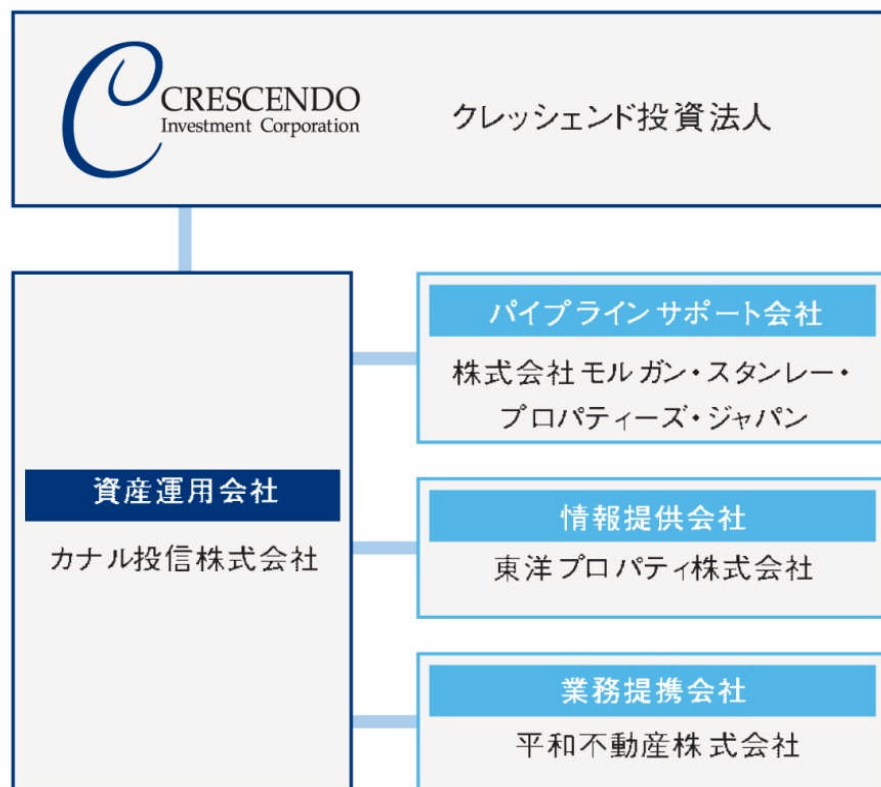 CRESCENDO
Investment Corporation
クレッシェンド投資法人
資産運用会社
カナル投信株式会社
パイプラインサポート会社
株式会社モルガン・スタンレー・
プロパティーズ・ジャパン
情報提供会社
東洋プロパティ株式会社
業務提携会社
平和不動産株式会社